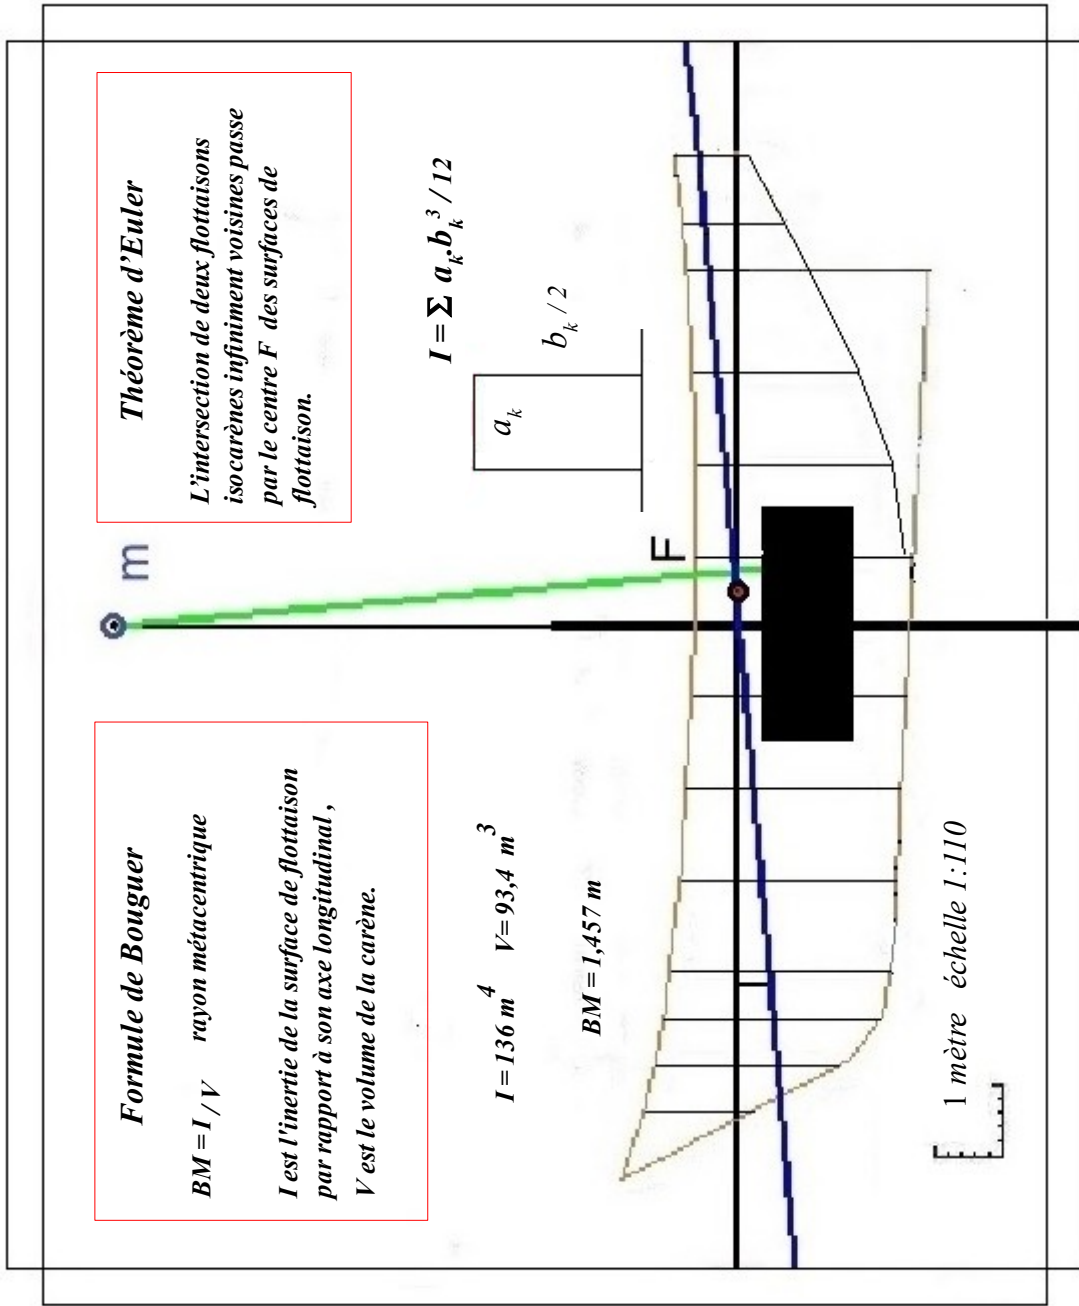 Formule de Bouguer
BM = I / V rayon métacentrique
I est l'inertie de la surface de flottaison
par rapport à son axe longitudinal ,
V est le volume de la carène.
I = 136 m⁴ V= 93,4 m³
BM = 1,457 m
m
Théorème d'Euler
L'intersection de deux flottaisons
isocarènes infiniment voisines passe
par le centre F des surfaces de
flottaison.
I = Σ aₖ.bₖ³ / 12
aₖ
bₖ / 2
F
1 mètre échelle 1:110